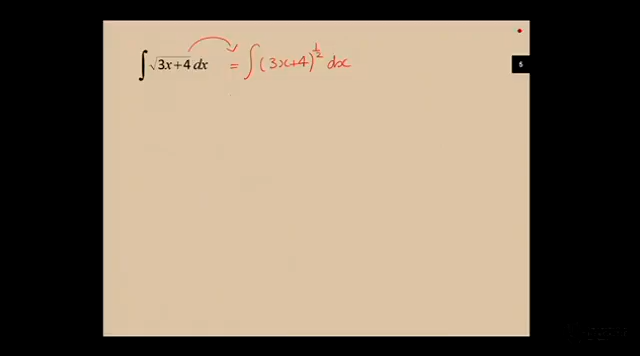 ∫ √3x+4 dx = ∫ (3x+4)^½ dx
5